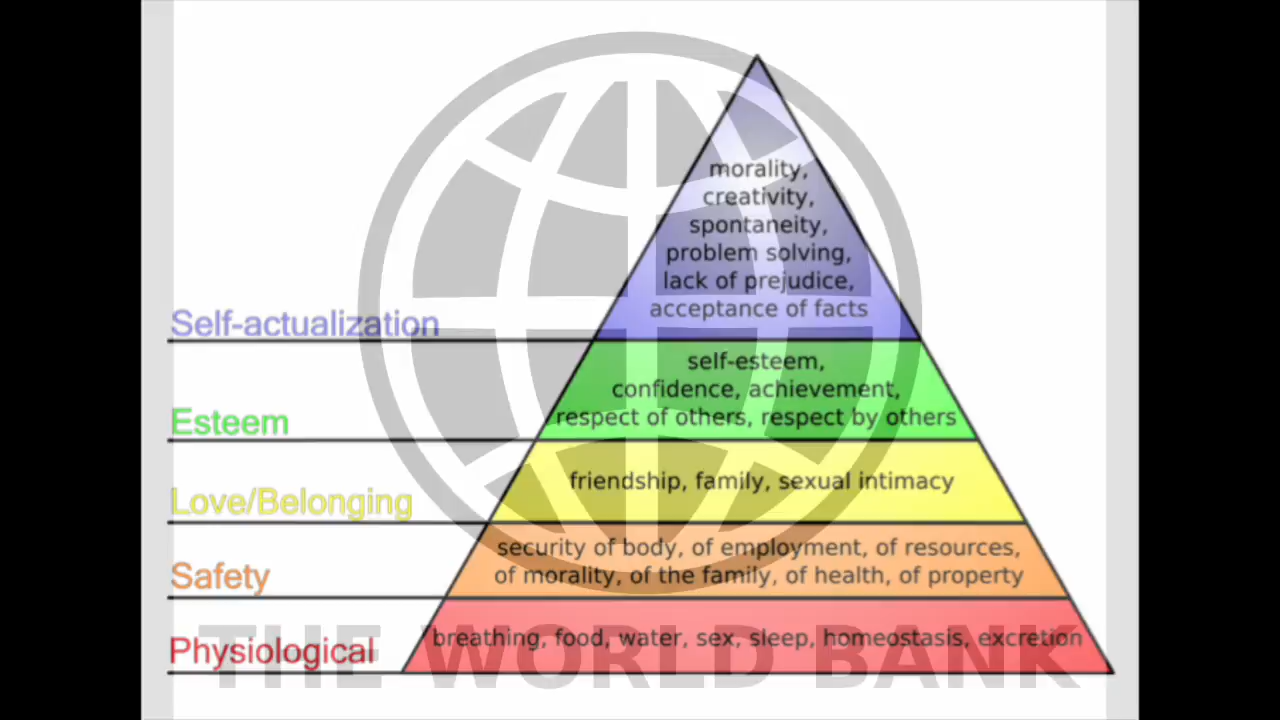 morality,
creativity,
spontaneity,
problem solving,
lack of prejudice,
acceptance of facts
Self-actualization
self-esteem,
confidence, achievement,
respect of others, respect by others
Esteem
friendship, family, sexual intimacy
Love/Belonging
security of body, of employment, of resources,
of morality, of the family, of health, of property
Safety
breathing, food, water, sex, sleep, homeostasis, excretion
Physiological
THE WORLD BANK